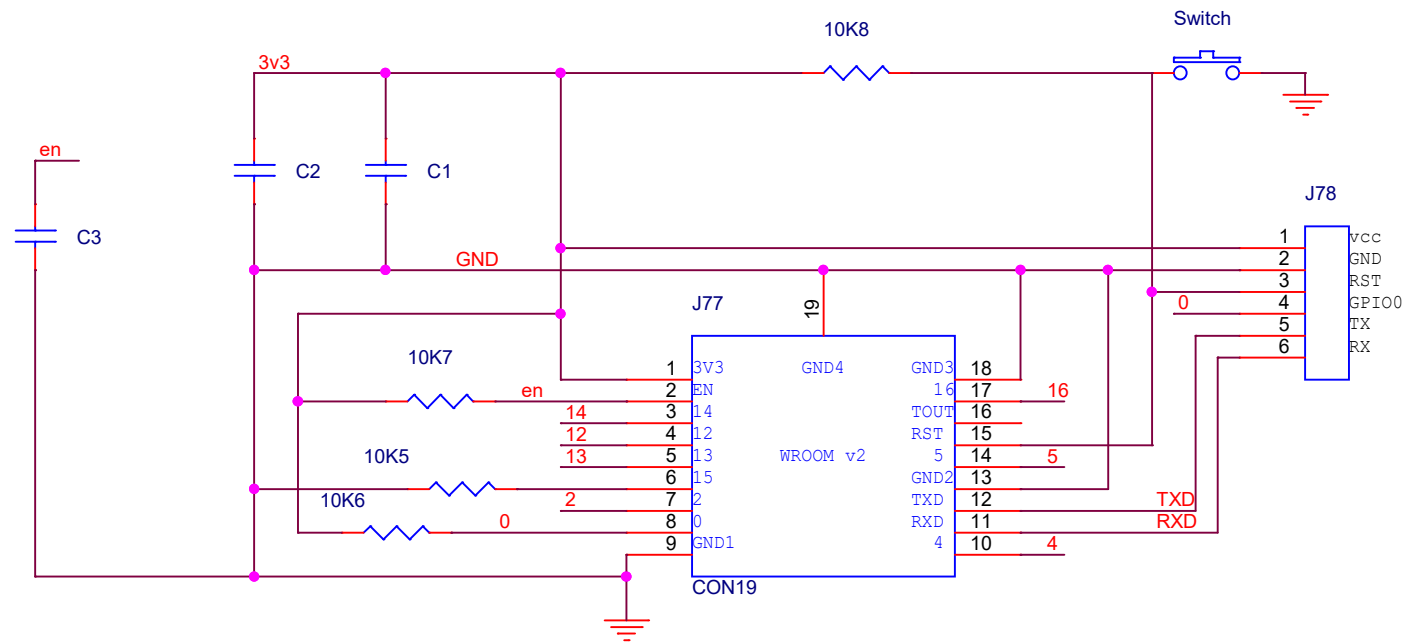 Switch
10K8
3v3
en
C2
C1
J78
C3
1 vcc
GND
2 GND
3 RST
J77
19
0
4 GPIO0
5 TX
6 RX
10K7
1 3V3
GND4
GND3 18
en
2 EN
16 17
16
14
3 14
TOUT 16
12
4 12
RST 15
10K5
13
5 13
WROOM v2
5 14
5
6 15
GND2 13
10K6
2
7 2
TXD 12
TXD
0
8 0
RXD 11
RXD
9 GND1
4 10
4
CON19